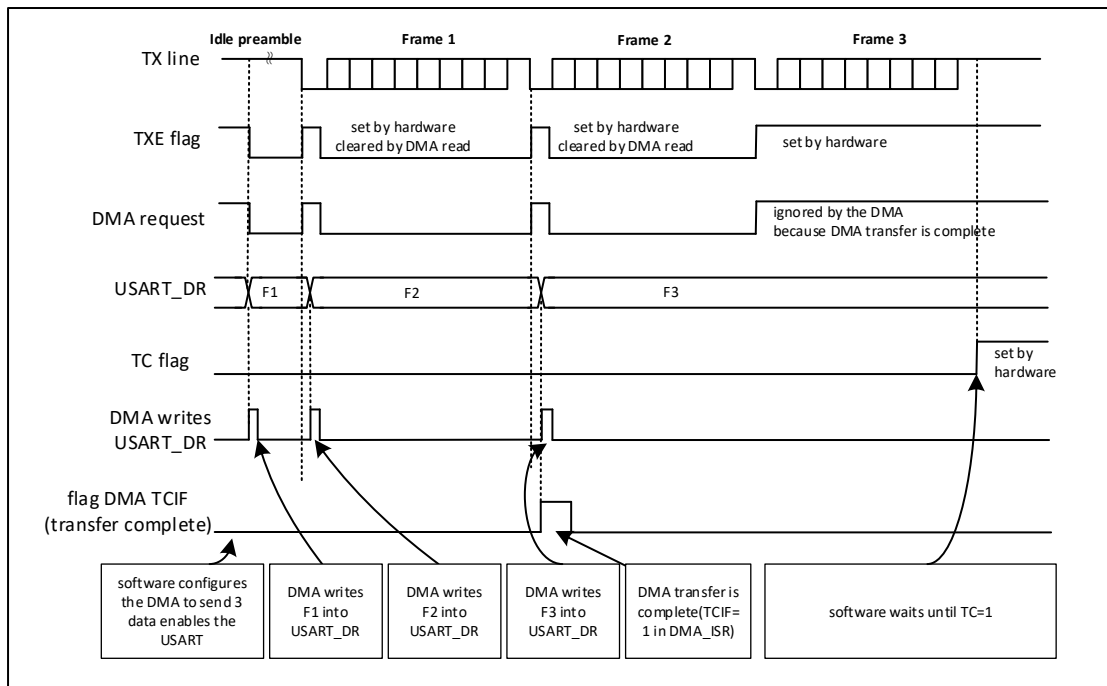 Idle preamble
Frame 1
Frame 2
Frame 3
TX line
TXE flag
set by hardware
cleared by DMA read
set by hardware
cleared by DMA read
set by hardware
DMA request
ignored by the DMA
because DMA transfer is complete
USART_DR
F1
F2
F3
TC flag
set by
hardware
DMA writes
USART_DR
flag DMA TCIF
(transfer complete)
software configures
the DMA to send 3
data enables the
USART
DMA writes
F1 into
USART_DR
DMA writes
F2 into
USART_DR
DMA writes
F3 into
USART_DR
DMA transfer is
complete(TCIF=
1 in DMA_ISR)
software waits until TC=1